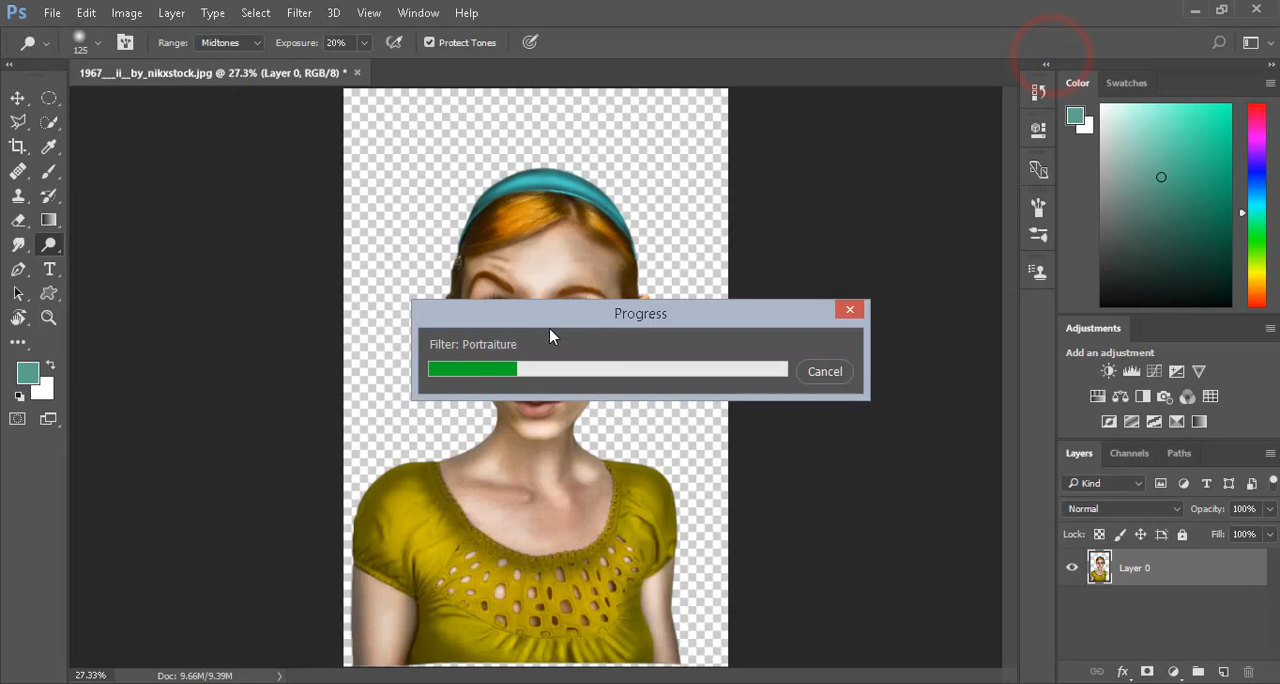 Ps File Edit Image Layer Type Select Filter 3D View Window Help
125 Range: Midtones Exposure: 20% Protect Tones
1967__ii__by_nikxstock.jpg @ 27.3% (Layer 0, RGB/8) * ×
Color Swatches
Progress
Filter: Portraiture
Cancel
Adjustments
Add an adjustment
Layers Channels Paths
Kind
Normal Opacity: 100%
Lock: Fill: 100%
Layer 0
27.33% Doc: 9.66M/9.39M